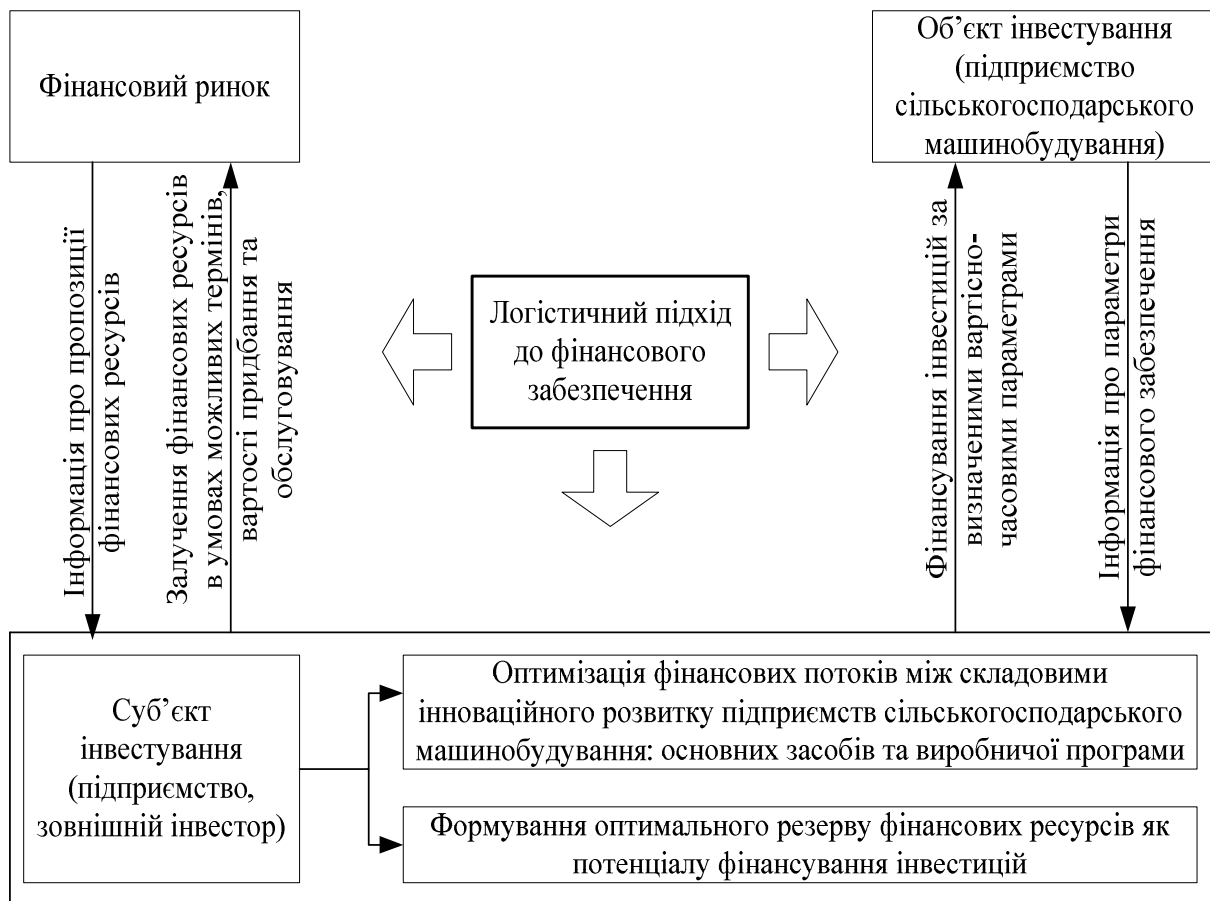 Фінансовий ринок
Об’єкт інвестування
(підприємство
сільськогосподарського
машинобудування)
Інформація про пропозиції
фінансових ресурсів
Залучення фінансових ресурсів
в умовах можливих термінів,
вартості придбання та
обслуговування
Логістичний підхід
до фінансового
забезпечення
Фінансування інвестицій за
визначеними вартісно-
часовими параметрами
Інформація про параметри
фінансового забезпечення
Суб’єкт
інвестування
(підприємство,
зовнішній інвестор)
Оптимізація фінансових потоків між складовими
інноваційного розвитку підприємств сільськогосподарського
машинобудування: основних засобів та виробничої програми
Формування оптимального резерву фінансових ресурсів як
потенціалу фінансування інвестицій